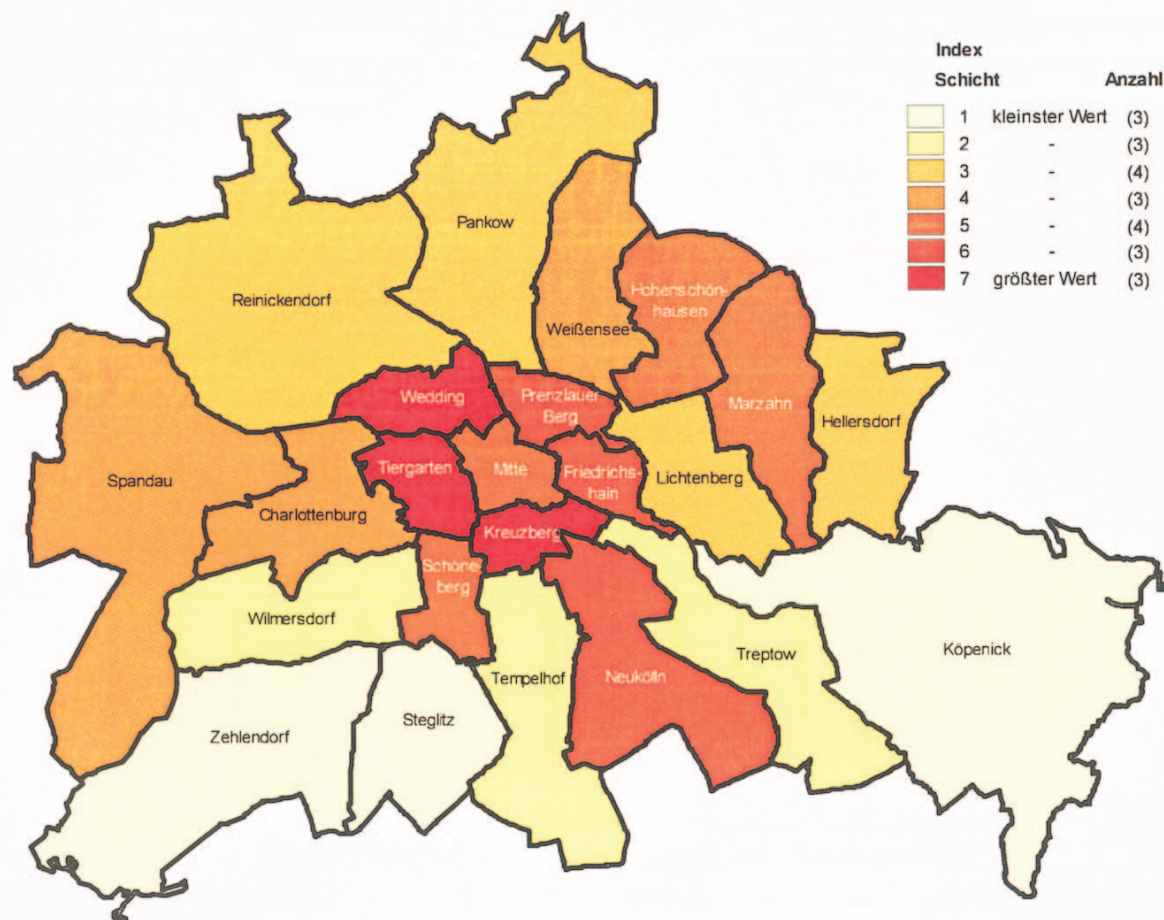 Index
Schicht Anzahl
1 kleinster Wert (3)
2 - (3)
3 - (4)
4 - (3)
5 - (4)
6 - (3)
7 größter Wert (3)
Pankow
Reinickendorf
Hohenschön-
hausen
Weißensee
Wedding
Prenzlauer
Berg
Marzahn
Hellersdorf
Spandau
Tiergarten
Mitte
Friedrichs-
hain
Lichtenberg
Charlottenburg
Kreuzberg
Schöne-
berg
Wilmersdorf
Treptow
Köpenick
Tempelhof
Neukölln
Zehlendorf
Steglitz